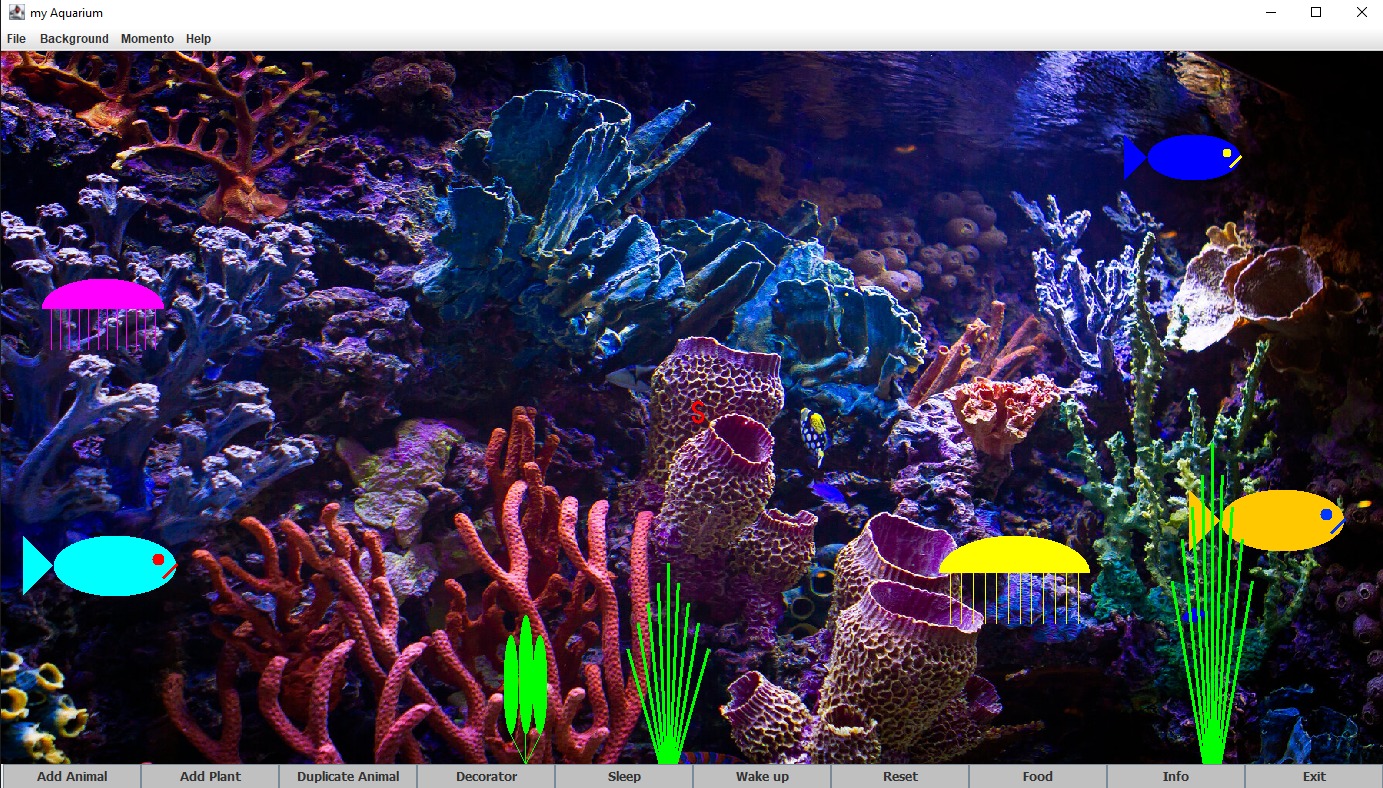 my Aquarium
File Background Momento Help
S
Add Animal Add Plant Duplicate Animal Decorator Sleep Wake up Reset Food Info Exit